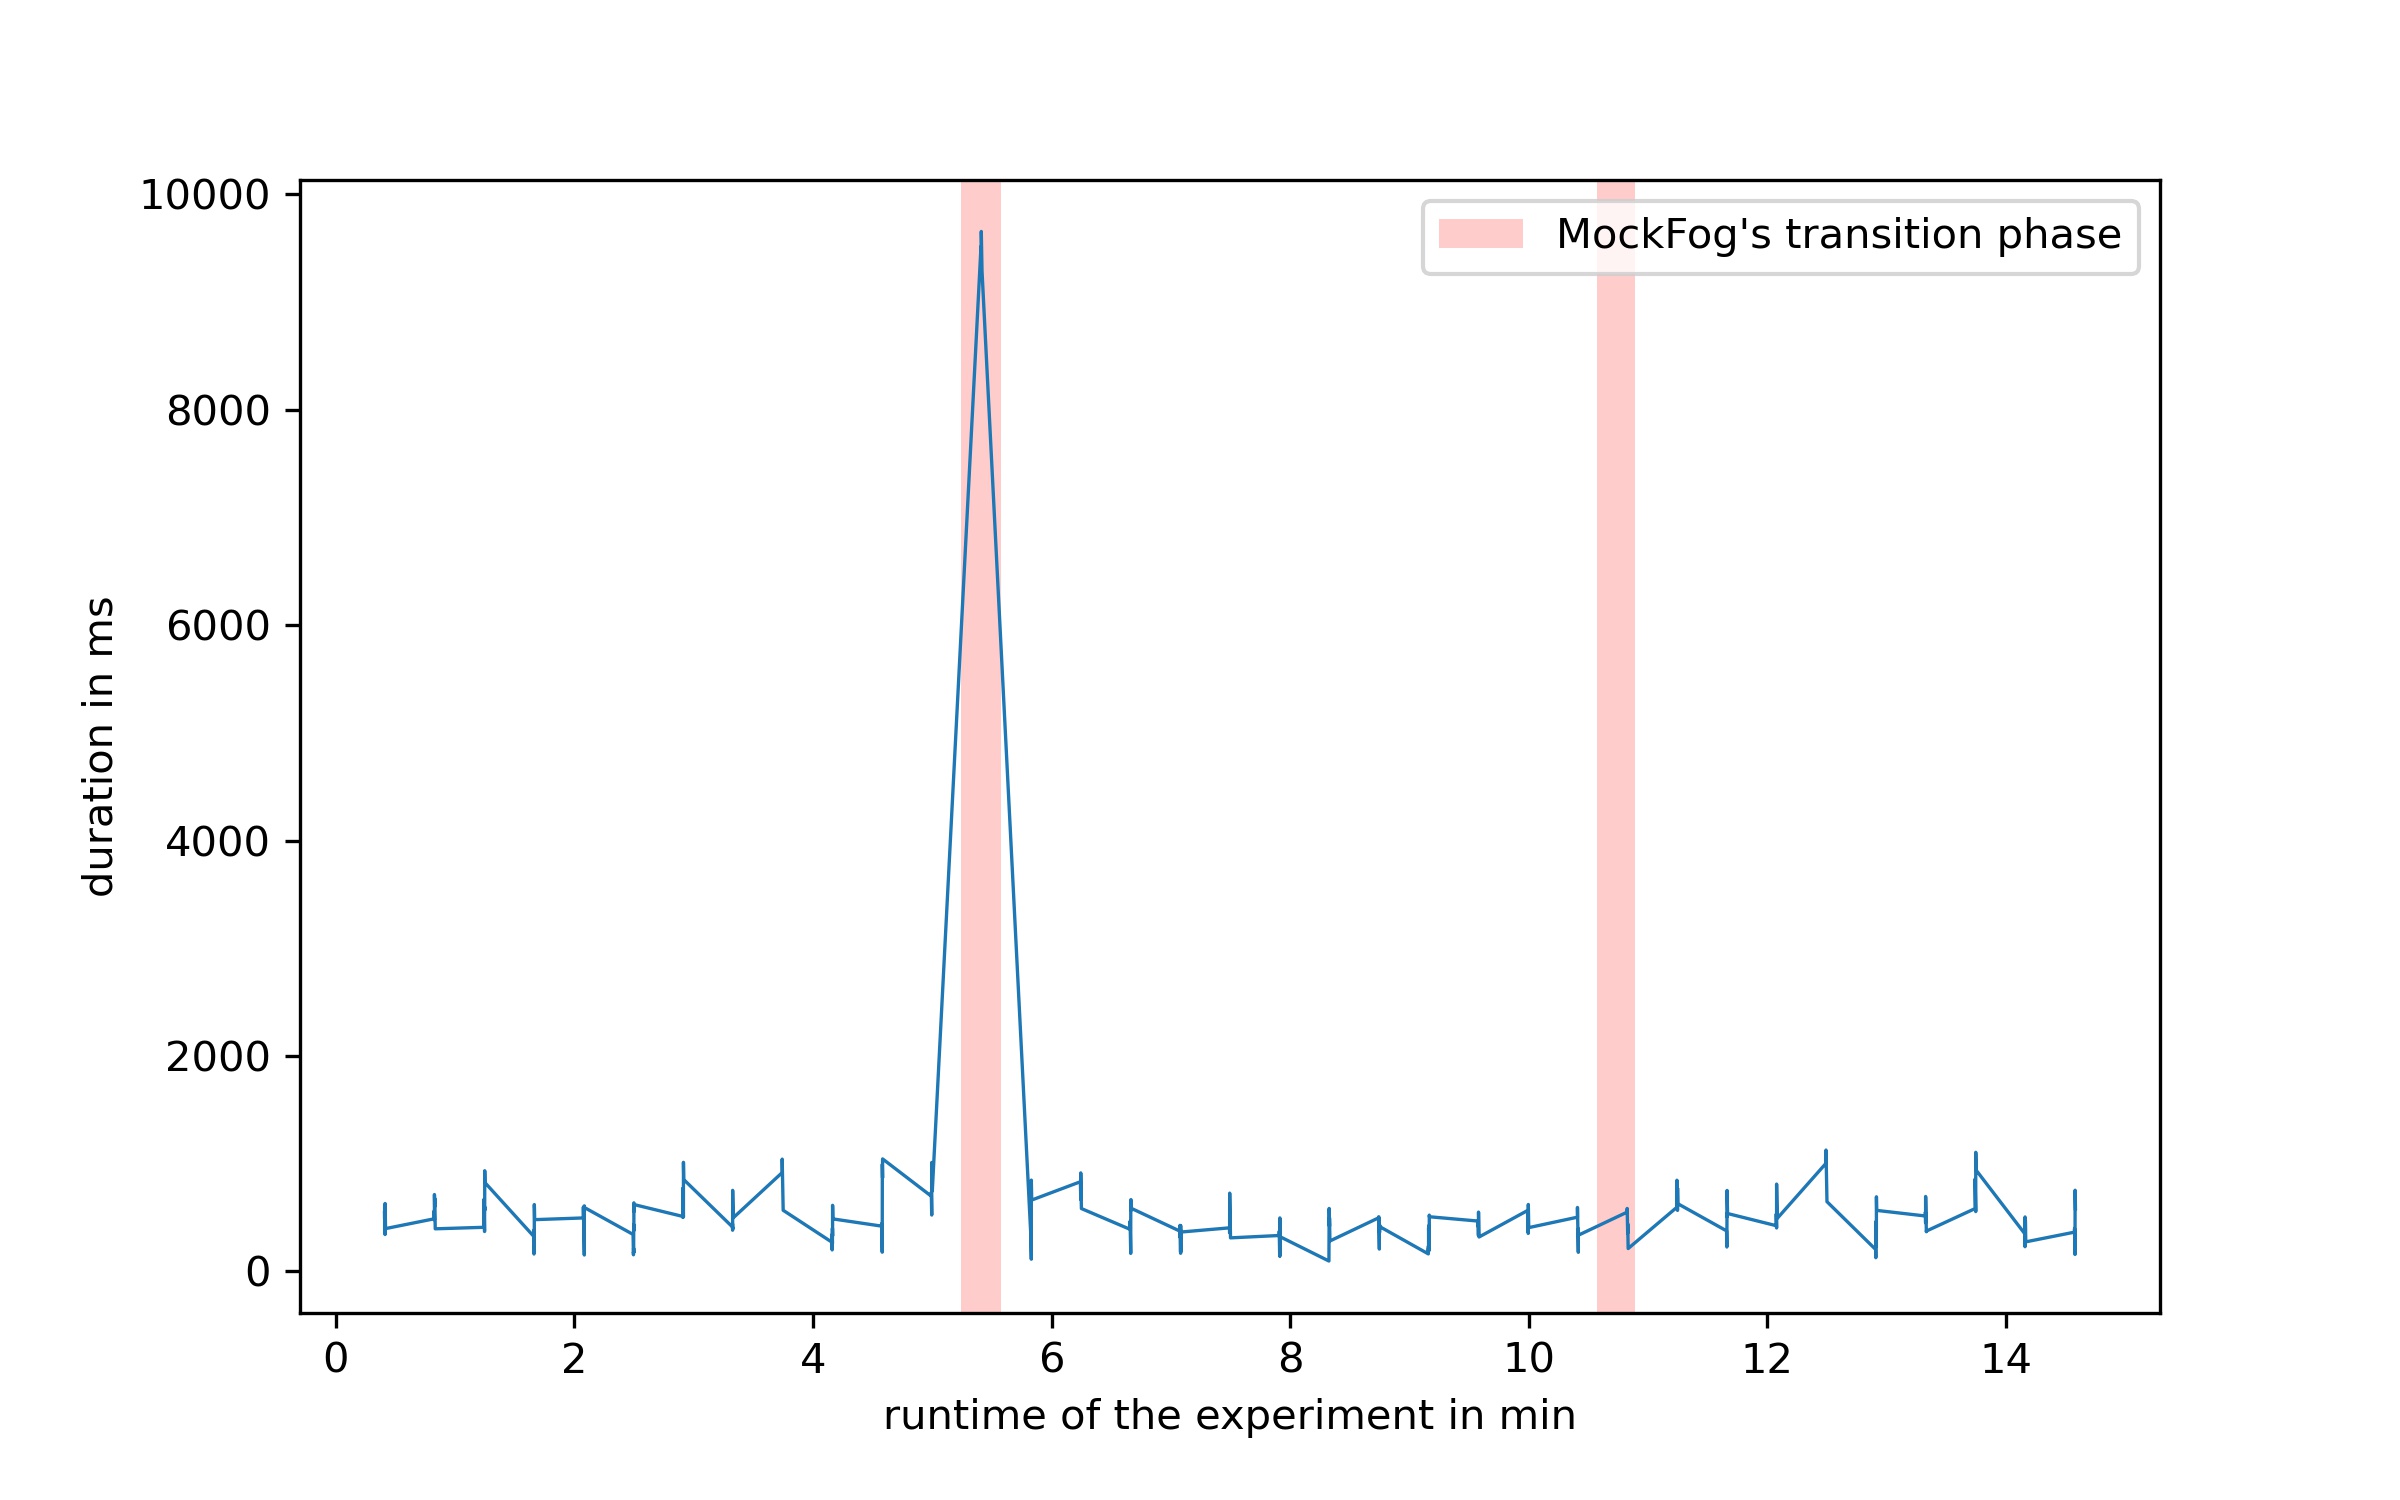 MockFog's transition phase
10000
8000
6000
4000
2000
0
duration in ms
0 2 4 6 8 10 12 14
runtime of the experiment in min